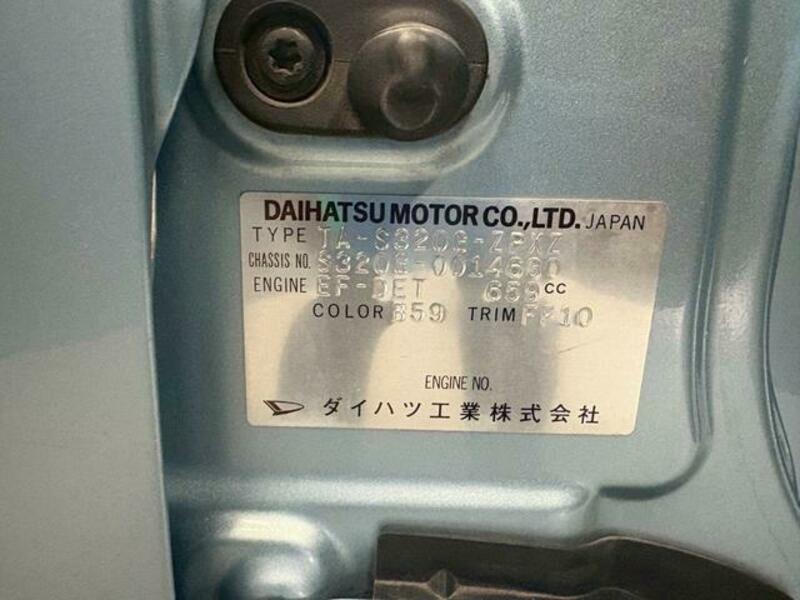 DAIHATSU MOTOR CO.,LTD. JAPAN
TYPE TA-S320G-ZPXZ
CHASSIS NO. S320G-0014660
ENGINE EF-DET 659 CC
COLOR B59 TRIM FF10
ENGINE NO.
ダイハツ工業株式会社